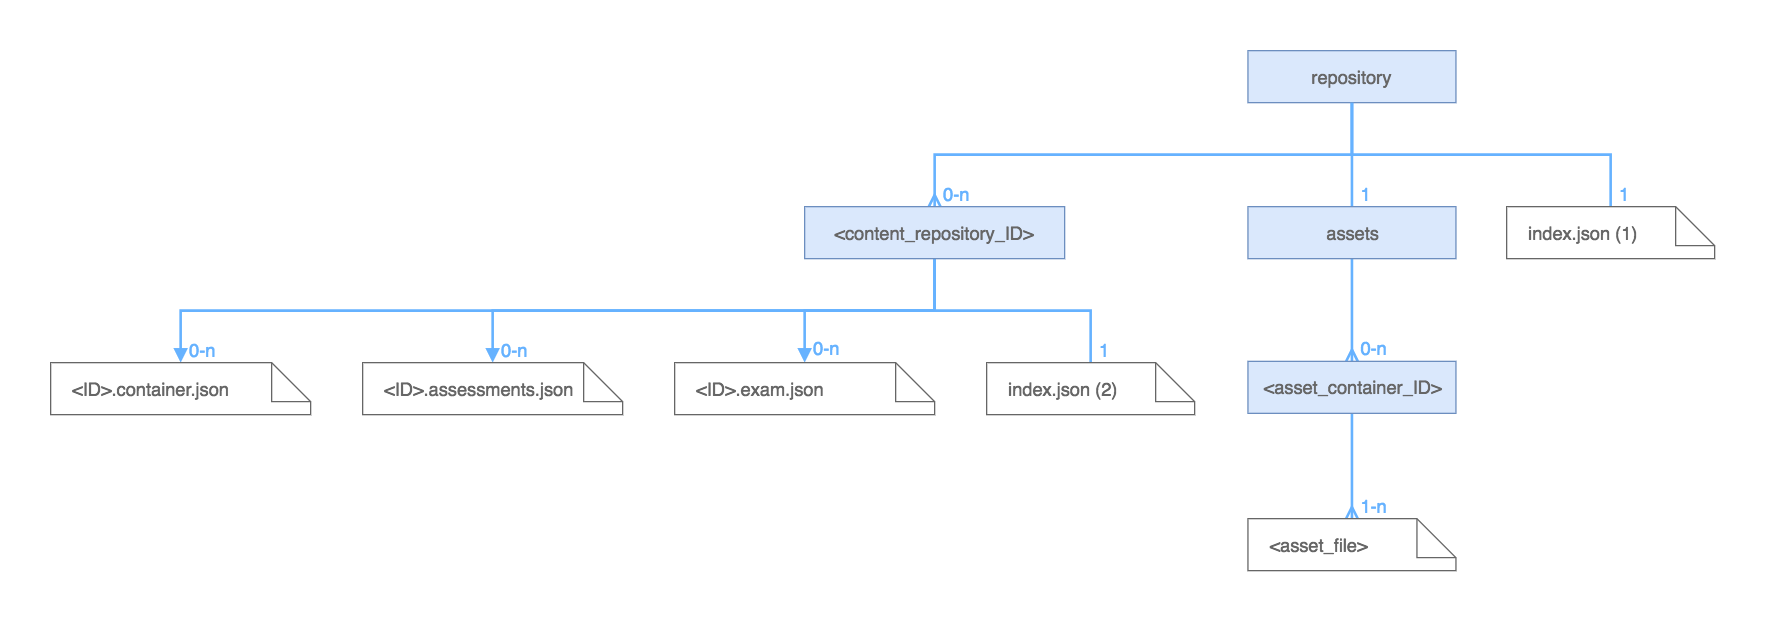 repository
0-n
1
1
<content_repository_ID>
assets
index.json (1)
0-n
0-n
0-n
1
0-n
<ID>.container.json
<ID>.assessments.json
<ID>.exam.json
index.json (2)
<asset_container_ID>
1-n
<asset_file>